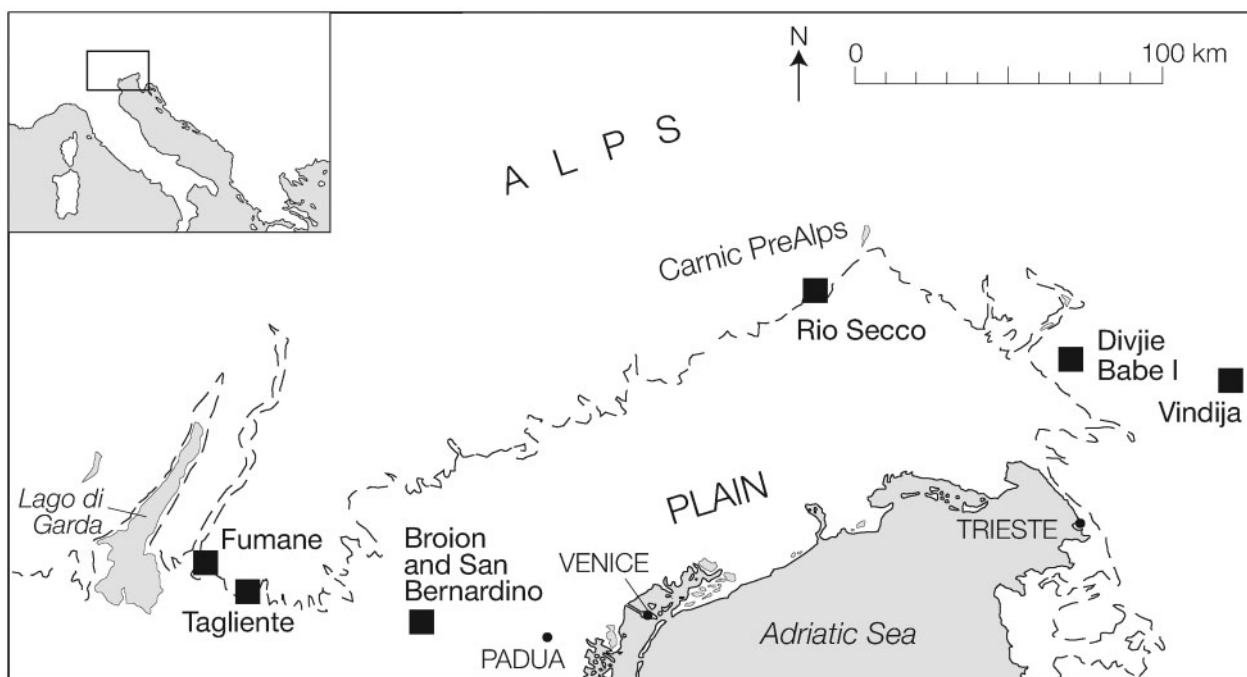 N
0
100 km
ALPS
Carnic PreAlps
Rio Secco
Divjie
Babe I
Vindija
Lago di
Garda
PLAIN
Fumane
Broion
and San
Bernardino
VENICE
TRIESTE
Tagliente
PADUA
Adriatic Sea